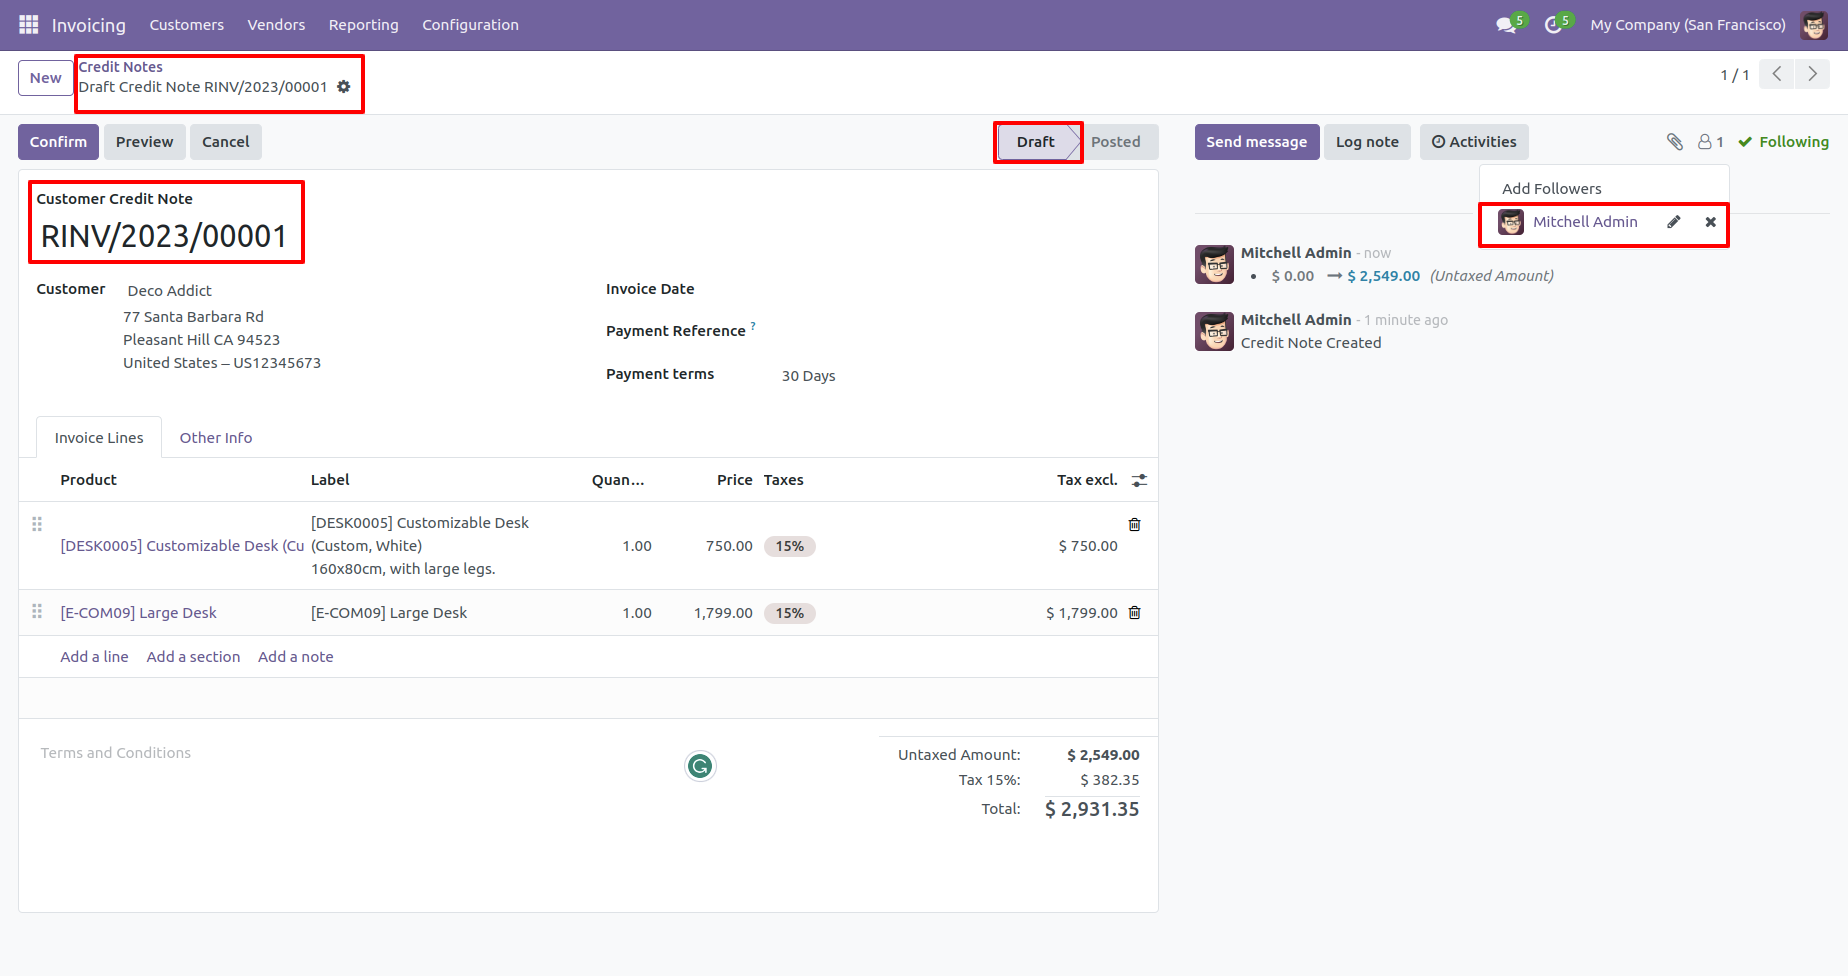 Invoicing Customers Vendors Reporting Configuration 5 5 My Company (San Francisco)
New
Credit Notes
Draft Credit Note RINV/2023/00001
1 / 1
Confirm Preview Cancel Draft Posted Send message Log note Activities 1 Following
Add Followers
Mitchell Admin
Customer Credit Note
RINV/2023/00001
Customer Deco Addict
77 Santa Barbara Rd
Pleasant Hill CA 94523
United States – US12345673
Invoice Date
Payment Reference ?
Payment terms 30 Days
Invoice Lines Other Info
Product Label Quan... Price Taxes Tax excl.
[DESK0005] Customizable Desk (Cu
[DESK0005] Customizable Desk
(Custom, White)
160x80cm, with large legs.
1.00 750.00 15% $ 750.00
[E-COM09] Large Desk [E-COM09] Large Desk 1.00 1,799.00 15% $ 1,799.00
Add a line Add a section Add a note
Terms and Conditions
Untaxed Amount: $ 2,549.00
Tax 15%: $ 382.35
Total: $ 2,931.35
Mitchell Admin - now
• $ 0.00 → $ 2,549.00 (Untaxed Amount)
Mitchell Admin - 1 minute ago
Credit Note Created